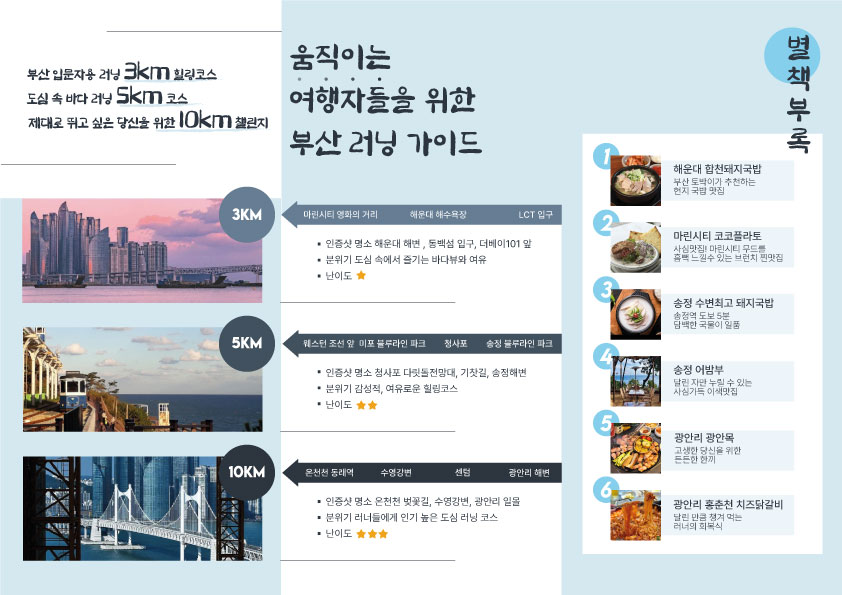 부산 입문자용 러닝 3km 힐링코스
도심 속 바다 러닝 5km 코스
제대로 뛰고 싶은 당신을 위한 10km 챌린지
움직이는
여행자들을 위한
부산 러닝 가이드
3KM
마린시티 영화의 거리 해운대 해수욕장 LCT 입구
인증샷 명소 해운대 해변 , 동백섬 입구, 더베이101 앞
분위기 도심 속에서 즐기는 바다뷰와 여유
난이도 ★
5KM
웨스턴 조선 앞 미포 블루라인 파크 청사포 송정 블루라인 파크
인증샷 명소 청사포 다릿돌전망대, 기찻길, 송정해변
분위기 감성적, 여유로운 힐링코스
난이도 ★★
10KM
온천천 동래역 수영강변 센텀 광안리 해변
인증샷 명소 온천천 벚꽃길, 수영강변, 광안리 일몰
분위기 러너들에게 인기 높은 도심 러닝 코스
난이도 ★★★
별책부록
1
해운대 합천돼지국밥
부산 토박이가 추천하는
현지 국밥 맛집
2
마린시티 코코플라토
사심맛집! 마린시티 무드를
흠뻑 느낄수 있는 브런치 찐맛집
3
송정 수변최고 돼지국밥
송정역 도보 5분
담백한 국물이 일품
4
송정 어밤부
달린 자만 누릴 수 있는
사심가득 이색맛집
5
광안리 광안목
고생한 당신을 위한
든든한 한끼
6
광안리 홍춘천 치즈닭갈비
달린 만큼 챙겨 먹는
러너의 회복식